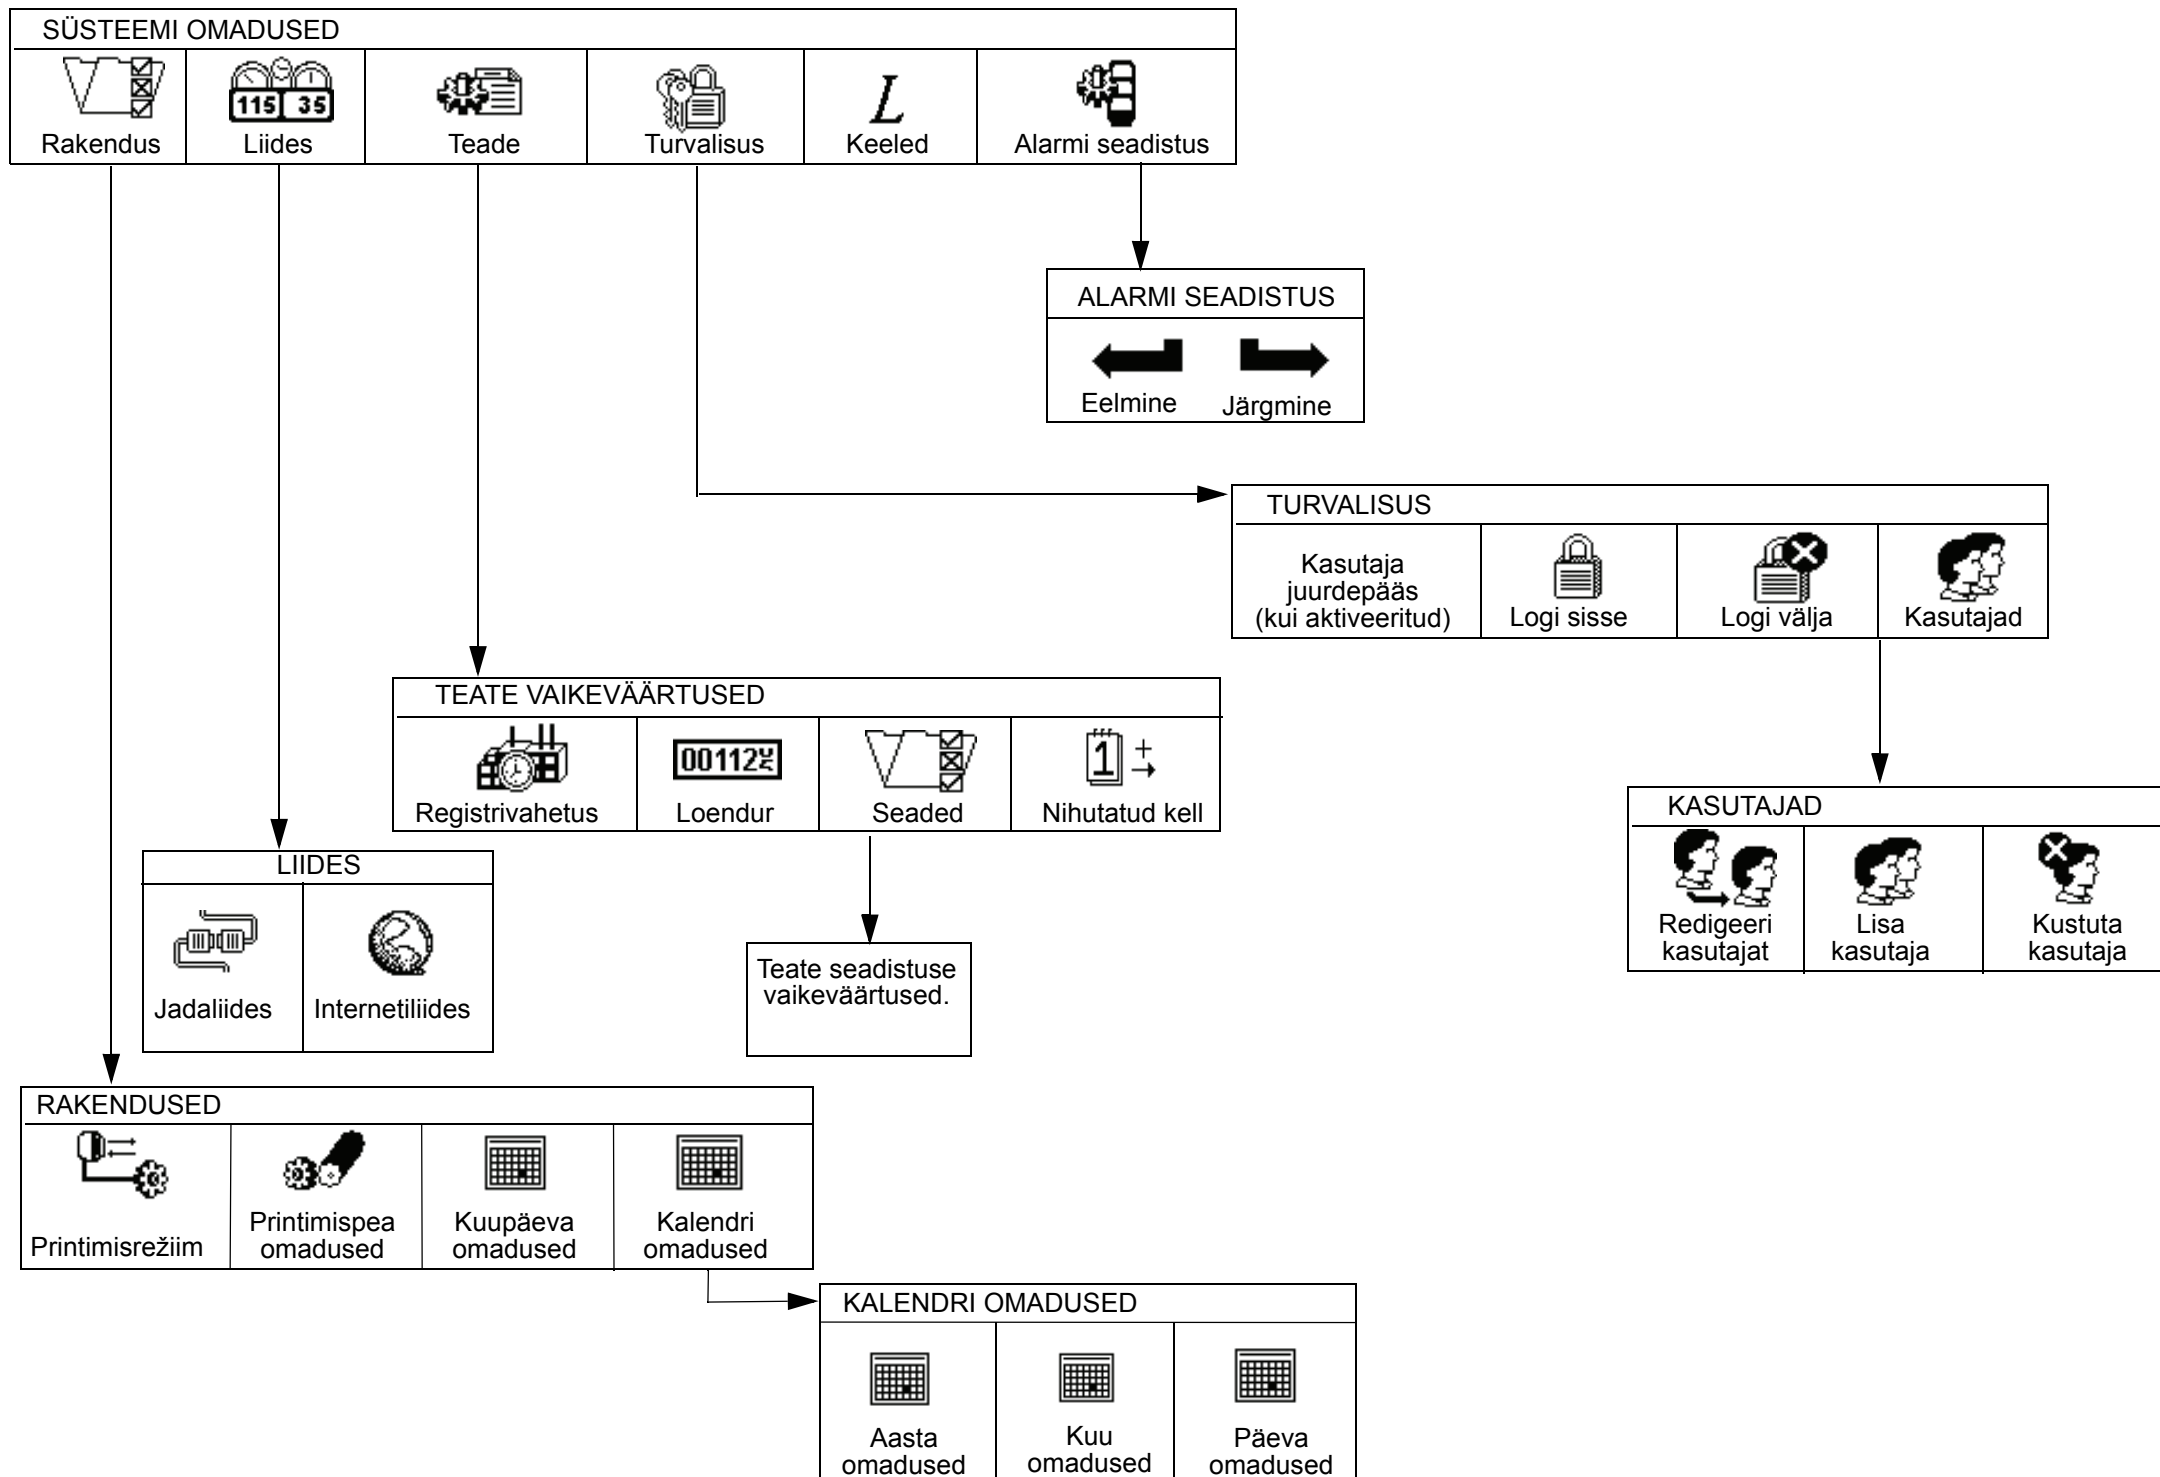 SÜSTEEMI OMADUSED
115 35
L
Rakendus
Liides
Teade
Turvalisus
Keeled
Alarmi seadistus
ALARMI SEADISTUS
Eelmine
Järgmine
TURVALISUS
Kasutaja
juurdepääs
(kui aktiveeritud)
Logi sisse
Logi välja
Kasutajad
TEATE VAIKEVÄÄRTUSED
00112
1
Registrivahetus
Loendur
Seaded
Nihutatud kell
KASUTAJAD
Redigeeri
kasutajat
Lisa
kasutaja
Kustuta
kasutaja
LIIDES
Jadaliides
Internetiliides
Teate seadistuse
vaikeväärtused.
RAKENDUSED
Printimisrežiim
Printimispea
omadused
Kuupäeva
omadused
Kalendri
omadused
KALENDRI OMADUSED
Aasta
omadused
Kuu
omadused
Päeva
omadused